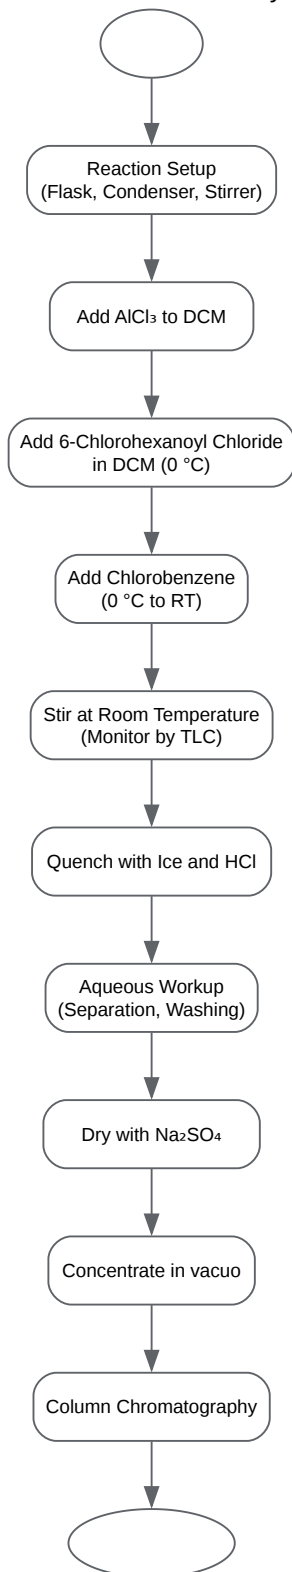 Reaction Setup
(Flask, Condenser, Stirrer)
Add AlCl₃ to DCM
Add 6-Chlorohexanoyl Chloride
in DCM (0 °C)
Add Chlorobenzene
(0 °C to RT)
Stir at Room Temperature
(Monitor by TLC)
Quench with Ice and HCl
Aqueous Workup
(Separation, Washing)
Dry with Na₂SO₄
Concentrate in vacuo
Column Chromatography